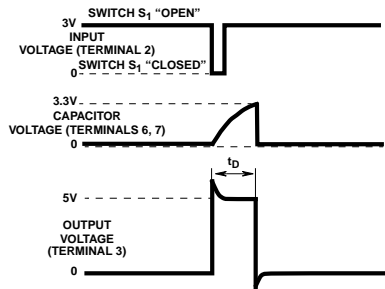 SWITCH S1 “OPEN”
3V
INPUT
VOLTAGE (TERMINAL 2)
SWITCH S1 “CLOSED”
0
3.3V
CAPACITOR
VOLTAGE (TERMINALS 6, 7)
0
tD
5V
OUTPUT
VOLTAGE
(TERMINAL 3)
0